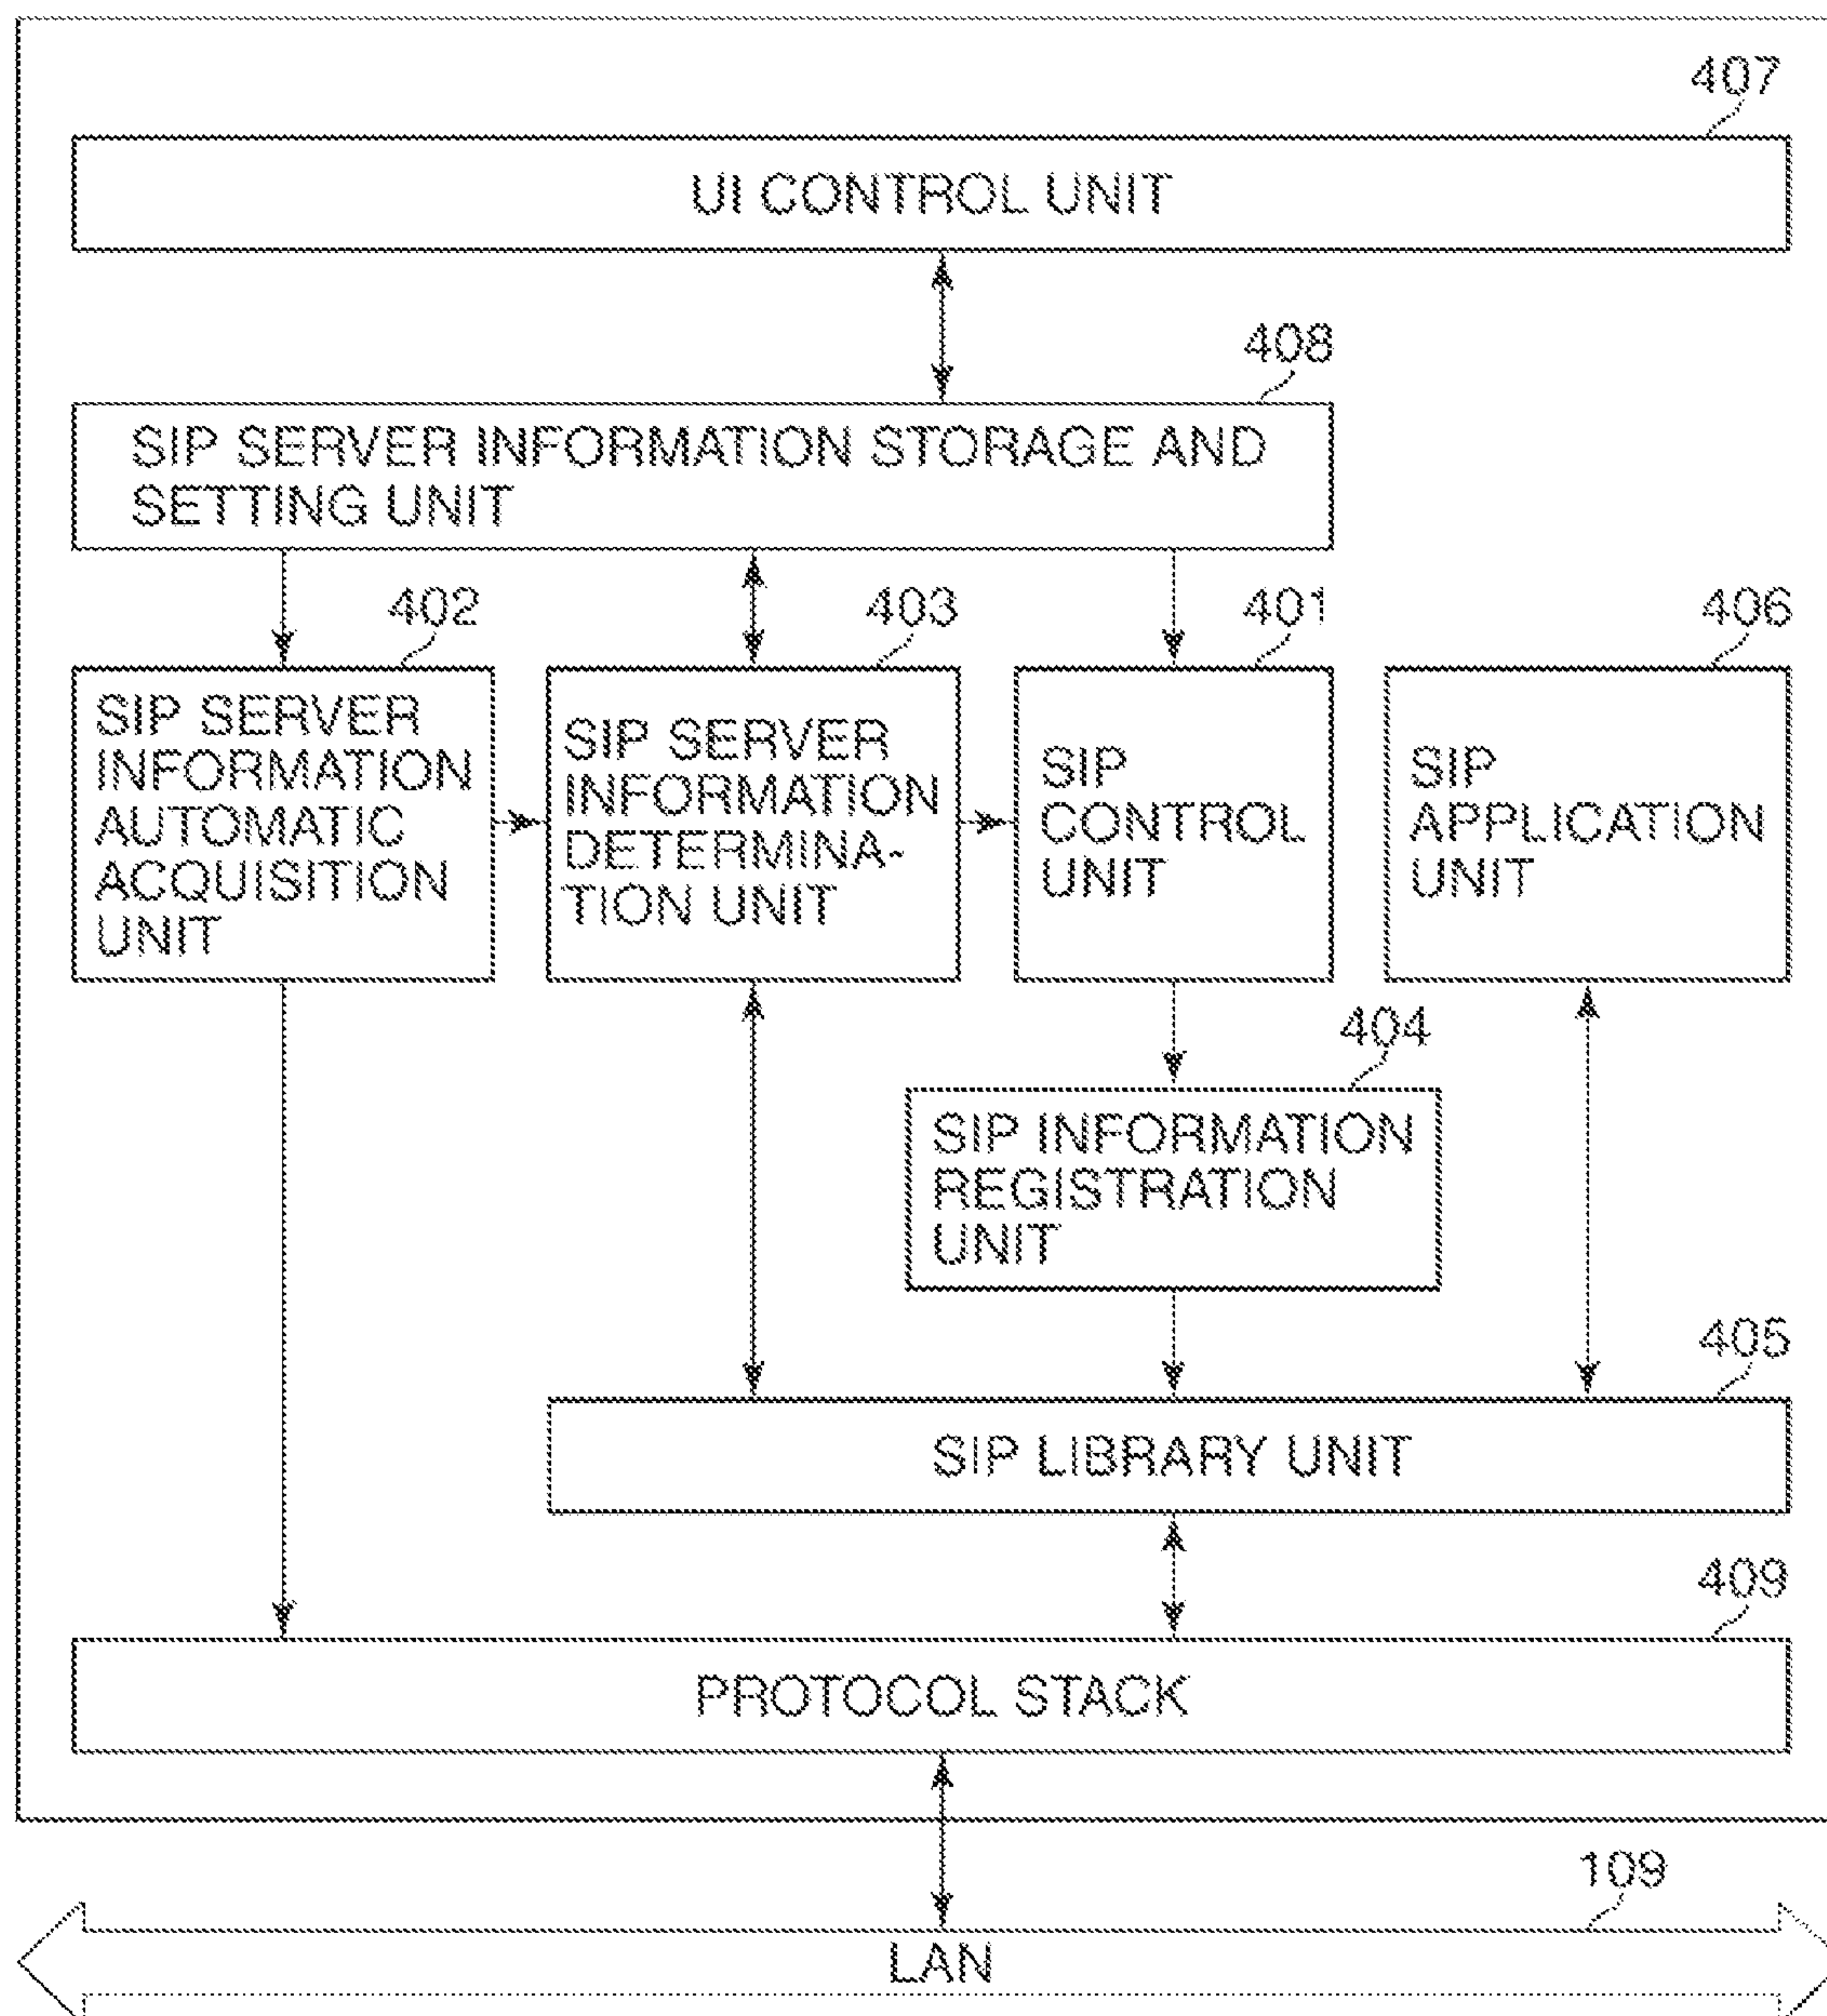 407
UI CONTROL UNIT
408
SIP SERVER INFORMATION STORAGE AND
SETTING UNIT
402
403
401
406
SIP SERVER
INFORMATION
AUTOMATIC
ACQUISITION
UNIT
SIP SERVER
INFORMATION
DETERMINA-
TION UNIT
SIP
CONTROL
UNIT
SIP
APPLICATION
UNIT
404
SIP INFORMATION
REGISTRATION
UNIT
405
SIP LIBRARY UNIT
409
PROTOCOL STACK
109
LAN